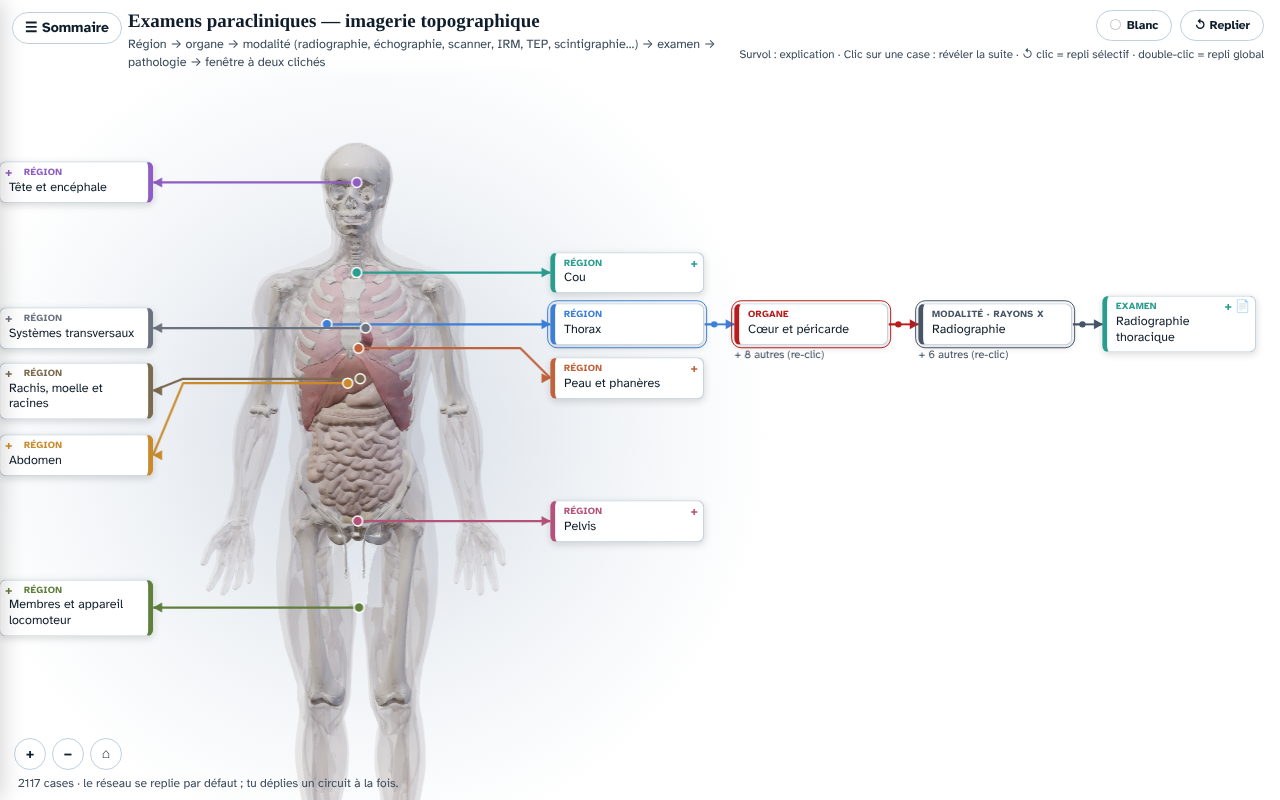 ☰ Sommaire
Examens paracliniques — imagerie topographique
Région → organe → modalité (radiographie, échographie, scanner, IRM, TEP, scintigraphie…) → examen →
pathologie → fenêtre à deux clichés
Blanc
↺ Replier
Survol : explication · Clic sur une case : révéler la suite · ↺ clic = repli sélectif · double-clic = repli global
+ RÉGION
Tête et encéphale
RÉGION +
Cou
+ RÉGION
Systèmes transversaux
RÉGION
Thorax
ORGANE
Cœur et péricarde
+ 8 autres (re-clic)
MODALITÉ · RAYONS X
Radiographie
+ 6 autres (re-clic)
EXAMEN + 📄
Radiographie
thoracique
+ RÉGION
Rachis, moelle et
racines
RÉGION +
Peau et phanères
+ RÉGION
Abdomen
RÉGION +
Pelvis
+ RÉGION
Membres et appareil
locomoteur
+ − ⌂
2117 cases · le réseau se replie par défaut ; tu déplies un circuit à la fois.